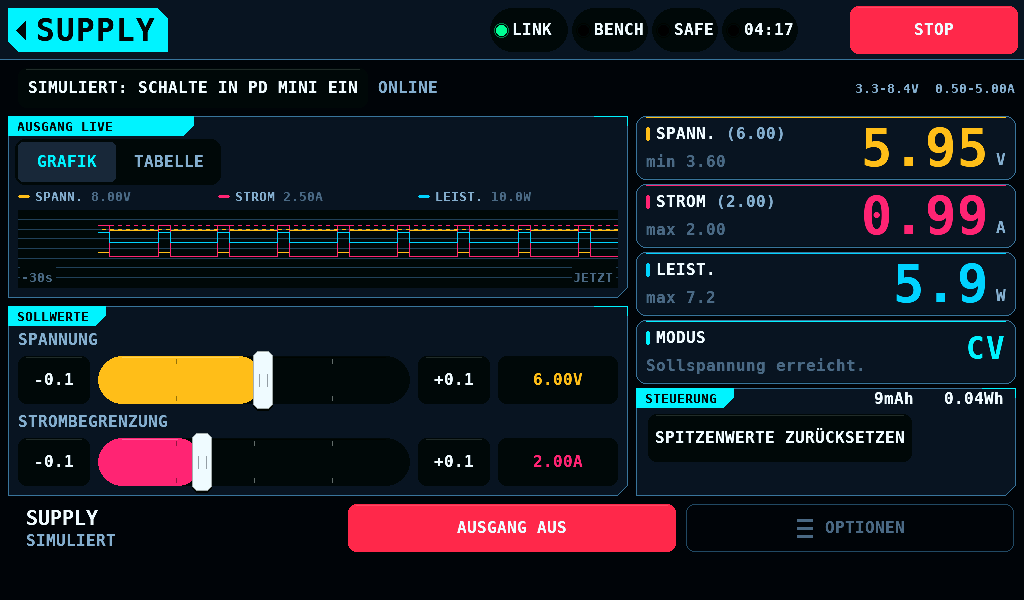 SUPPLY
LINK
BENCH
SAFE
04:17
STOP
SIMULIERT: SCHALTE IN PD MINI EIN ONLINE
3.3-8.4V 0.50-5.00A
AUSGANG LIVE
GRAFIK TABELLE
SPANN. 8.00V STROM 2.50A LEIST. 10.0W
-30s JETZT
SPANN. (6.00)
min 3.60
5.95 V
STROM (2.00)
max 2.00
0.99 A
LEIST.
max 7.2
5.9 W
MODUS
Sollspannung erreicht.
CV
SOLLWERTE
SPANNUNG
-0.1 +0.1 6.00V
STROMBEGRENZUNG
-0.1 +0.1 2.00A
STEUERUNG 9mAh 0.04Wh
SPITZENWERTE ZURÜCKSETZEN
SUPPLY
SIMULIERT
AUSGANG AUS
OPTIONEN